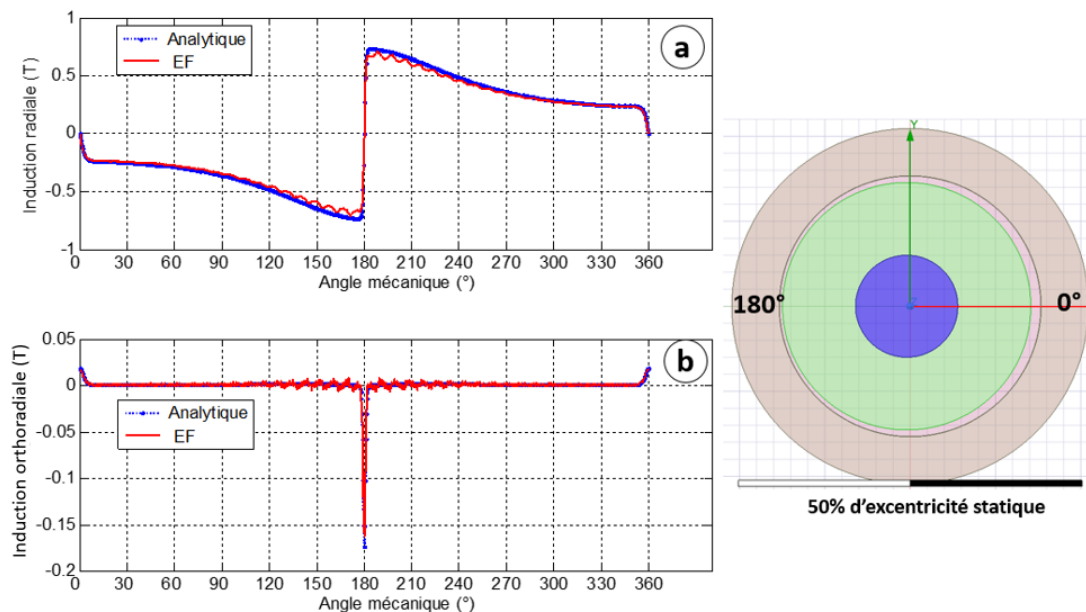 1
0.5
0
-0.5
-1
Induction radiale (T)
Analytique
EF
a
0 30 60 90 120 150 180 210 240 270 300 330 360
Angle mécanique (°)
0.05
0
-0.05
-0.1
-0.15
-0.2
Induction orthoradiale (T)
Analytique
EF
b
0 30 60 90 120 150 180 210 240 270 300 330 360
Angle mécanique (°)
Y
180° 0°
50% d'excentricité statique